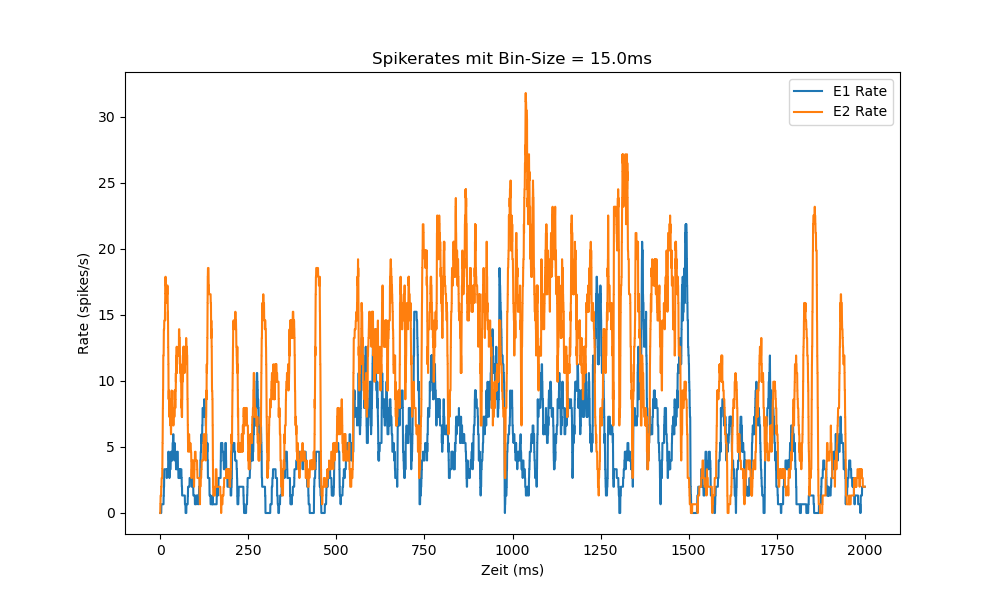 Spikerates mit Bin-Size = 15.0ms
E1 Rate
E2 Rate
Rate (spikes/s)
30
25
20
15
10
5
0
0 250 500 750 1000 1250 1500 1750 2000
Zeit (ms)